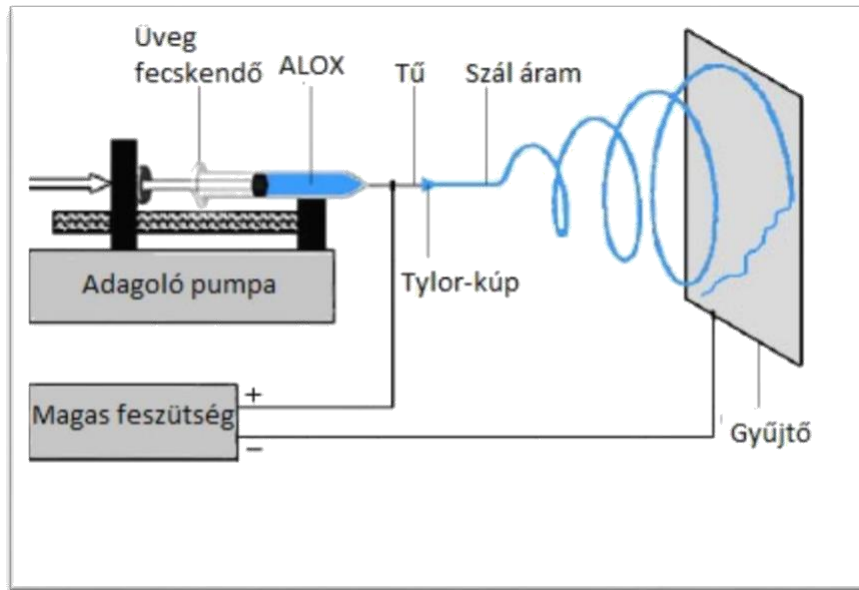 Üveg
fecskendő
ALOX
Tű
Szál áram
Adagoló pumpa
Tylor-kúp
Magas feszütség
+
−
Gyűjtő